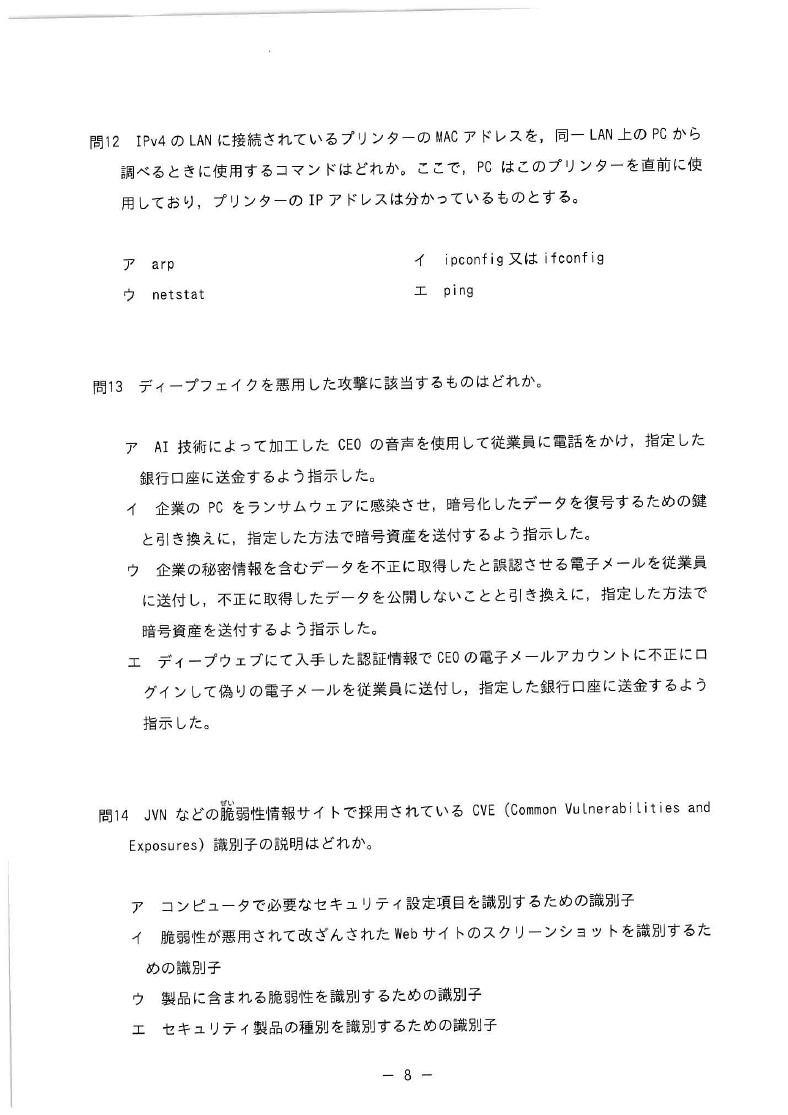 問12 IPv4 の LAN に接続されているプリンターの MAC アドレスを，同一 LAN 上の PC から
調べるときに使用するコマンドはどれか。ここで，PC はこのプリンターを直前に使
用しており，プリンターの IP アドレスは分かっているものとする。
ア arp イ ipconfig 又は ifconfig
ウ netstat エ ping
問13 ディープフェイクを悪用した攻撃に該当するものはどれか。
ア AI 技術によって加工した CEO の音声を使用して従業員に電話をかけ，指定した
銀行口座に送金するよう指示した。
イ 企業の PC をランサムウェアに感染させ，暗号化したデータを復号するための鍵
と引き換えに，指定した方法で暗号資産を送付するよう指示した。
ウ 企業の秘密情報を含むデータを不正に取得したと誤認させる電子メールを従業員
に送付し，不正に取得したデータを公開しないことと引き換えに，指定した方法で
暗号資産を送付するよう指示した。
エ ディープウェブにて入手した認証情報で CEO の電子メールアカウントに不正にロ
グインして偽りの電子メールを従業員に送付し，指定した銀行口座に送金するよう
指示した。
ぜい
問14 JVN などの脆弱性情報サイトで採用されている CVE（Common Vulnerabilities and
Exposures）識別子の説明はどれか。
ア コンピュータで必要なセキュリティ設定項目を識別するための識別子
イ 脆弱性が悪用されて改ざんされた Web サイトのスクリーンショットを識別するた
めの識別子
ウ 製品に含まれる脆弱性を識別するための識別子
エ セキュリティ製品の種別を識別するための識別子
－ 8 －